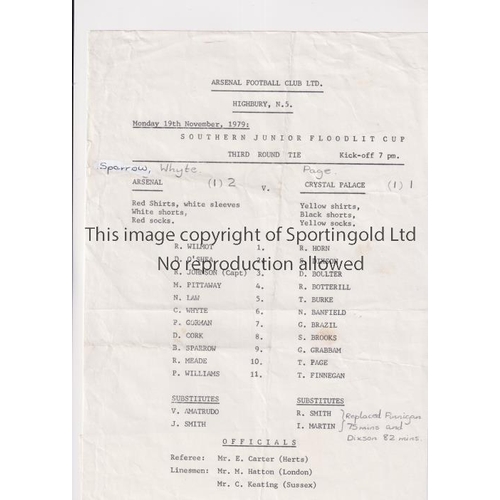 ARSENAL FOOTBALL CLUB LTD.
HIGHBURY, N.5.
Monday 19th November, 1979:
SOUTHERN JUNIOR FLOODLIT CUP
THIRD ROUND TIE Kick-off 7 pm.
Sparrow, Whyte Page
ARSENAL (1) 2 v. CRYSTAL PALACE (1) 1
Red Shirts, white sleeves Yellow shirts,
White shorts, Black shorts,
Red socks. Yellow socks.
This image copyright of Sportingold Ltd
R. WILMOT 1. R. HORN
D. O'SHEA 2.
No reproduction allowed
R. JOHNSON (Capt) 3. D. BOLLTER
M. PITTAWAY 4. R. BOTTERILL
N. LAW 5. T. BURKE
C. WHYTE 6. N. BANFIELD
P. GORMAN 7. G. BRAZIL
D. CORK 8. S. BROOKS
B. SPARROW 9. G. GRABBAM
R. MEADE 10. T. PAGE
P. WILLIAMS 11. T. FINNEGAN
SUBSTITUTES SUBSTITUTES
V. AMATRUDO R. SMITH } Replaced Finnigan
J. SMITH I. MARTIN } 75 mins and
Dixson 82 mins.
OFFICIALS
Referee: Mr. E. Carter (Herts)
Linesmen: Mr. M. Hatton (London)
Mr. C. Keating (Sussex)